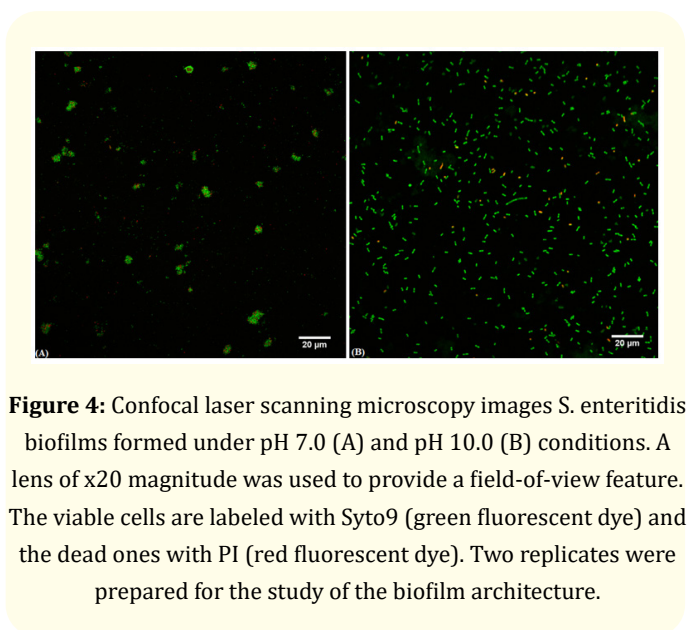 (A)
20 µm
(B)
20 µm
Figure 4: Confocal laser scanning microscopy images S. enteritidis
biofilms formed under pH 7.0 (A) and pH 10.0 (B) conditions. A
lens of x20 magnitude was used to provide a field-of-view feature.
The viable cells are labeled with Syto9 (green fluorescent dye) and
the dead ones with PI (red fluorescent dye). Two replicates were
prepared for the study of the biofilm architecture.